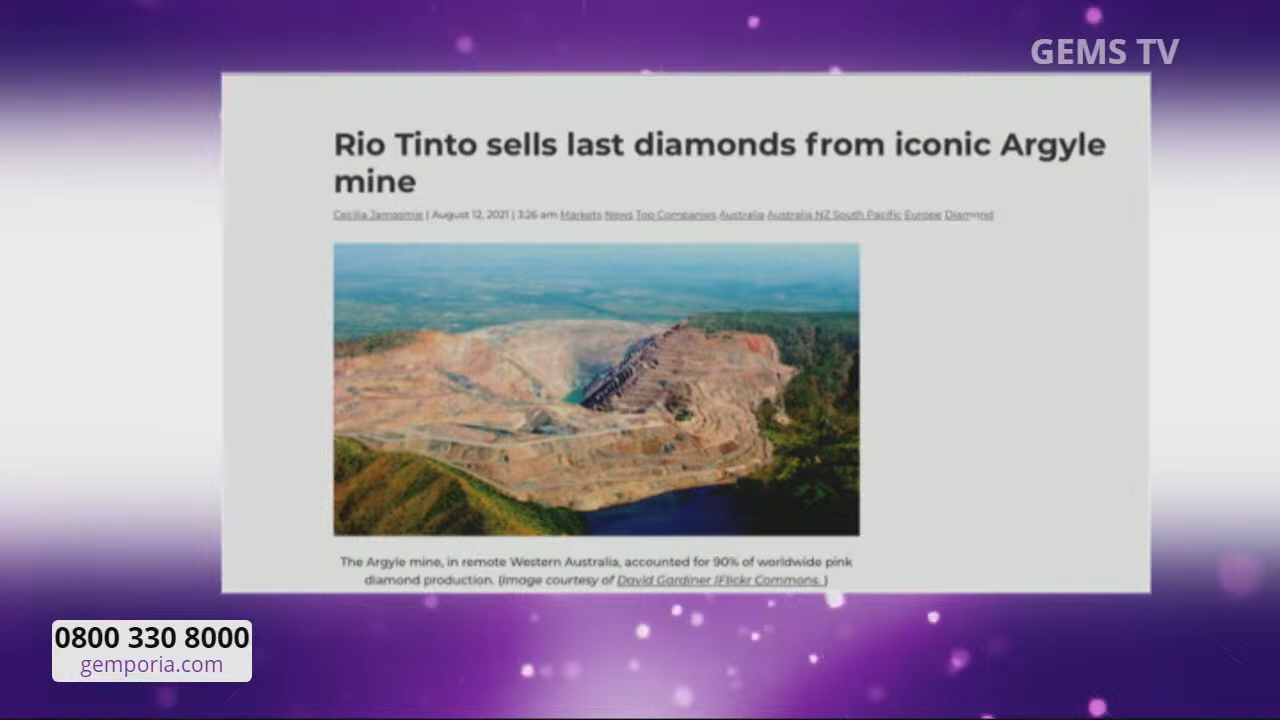 GEMS TV
Rio Tinto sells last diamonds from iconic Argyle
mine
Cecilia Jamasmie | August 12, 2021 | 3:26 am Markets News Top Companies Australia Australia NZ South Pacific Europe Diamond
The Argyle mine, in remote Western Australia, accounted for 90% of worldwide pink
diamond production. (Image courtesy of David Gardiner |Flickr Commons. )
0800 330 8000
gemporia.com